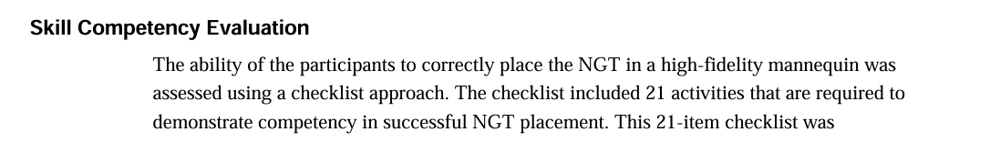 Skill Competency Evaluation
The ability of the participants to correctly place the NGT in a high-fidelity mannequin was
assessed using a checklist approach. The checklist included 21 activities that are required to
demonstrate competency in successful NGT placement. This 21-item checklist was